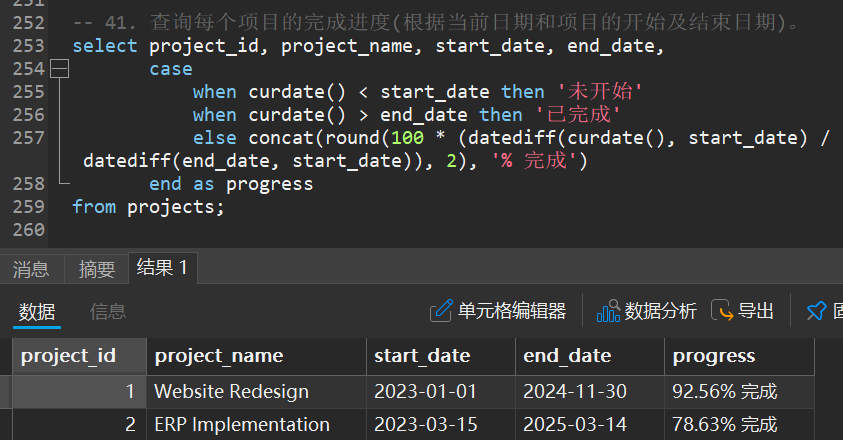 251
252 -- 41. 查询每个项目的完成进度(根据当前日期和项目的开始及结束日期)。
253 select project_id, project_name, start_date, end_date,
254 case
255 when curdate() < start_date then '未开始'
256 when curdate() > end_date then '已完成'
257 else concat(round(100 * (datediff(curdate(), start_date) /
datediff(end_date, start_date)), 2), '% 完成')
258 end as progress
259 from projects;
260
消息 摘要 结果 1
数据 信息 单元格编辑器 数据分析 导出
project_id project_name start_date end_date progress
1 Website Redesign 2023-01-01 2024-11-30 92.56% 完成
2 ERP Implementation 2023-03-15 2025-03-14 78.63% 完成